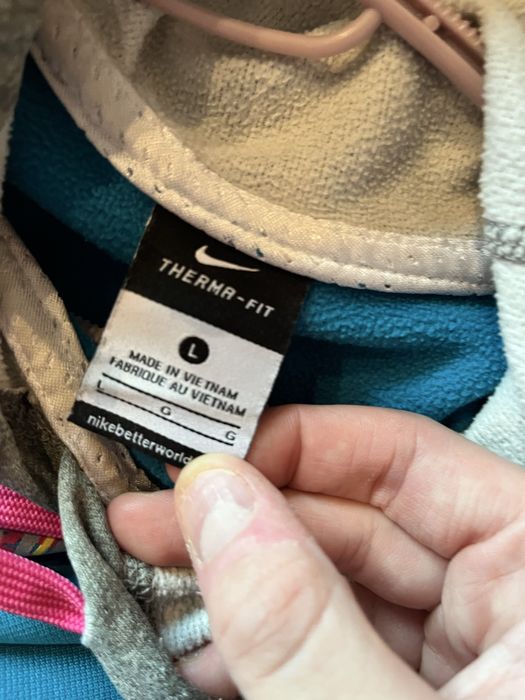 THERMA-FIT
L
MADE IN VIETNAM
FABRIQUE AU VIETNAM
L G G
nikebetterworld